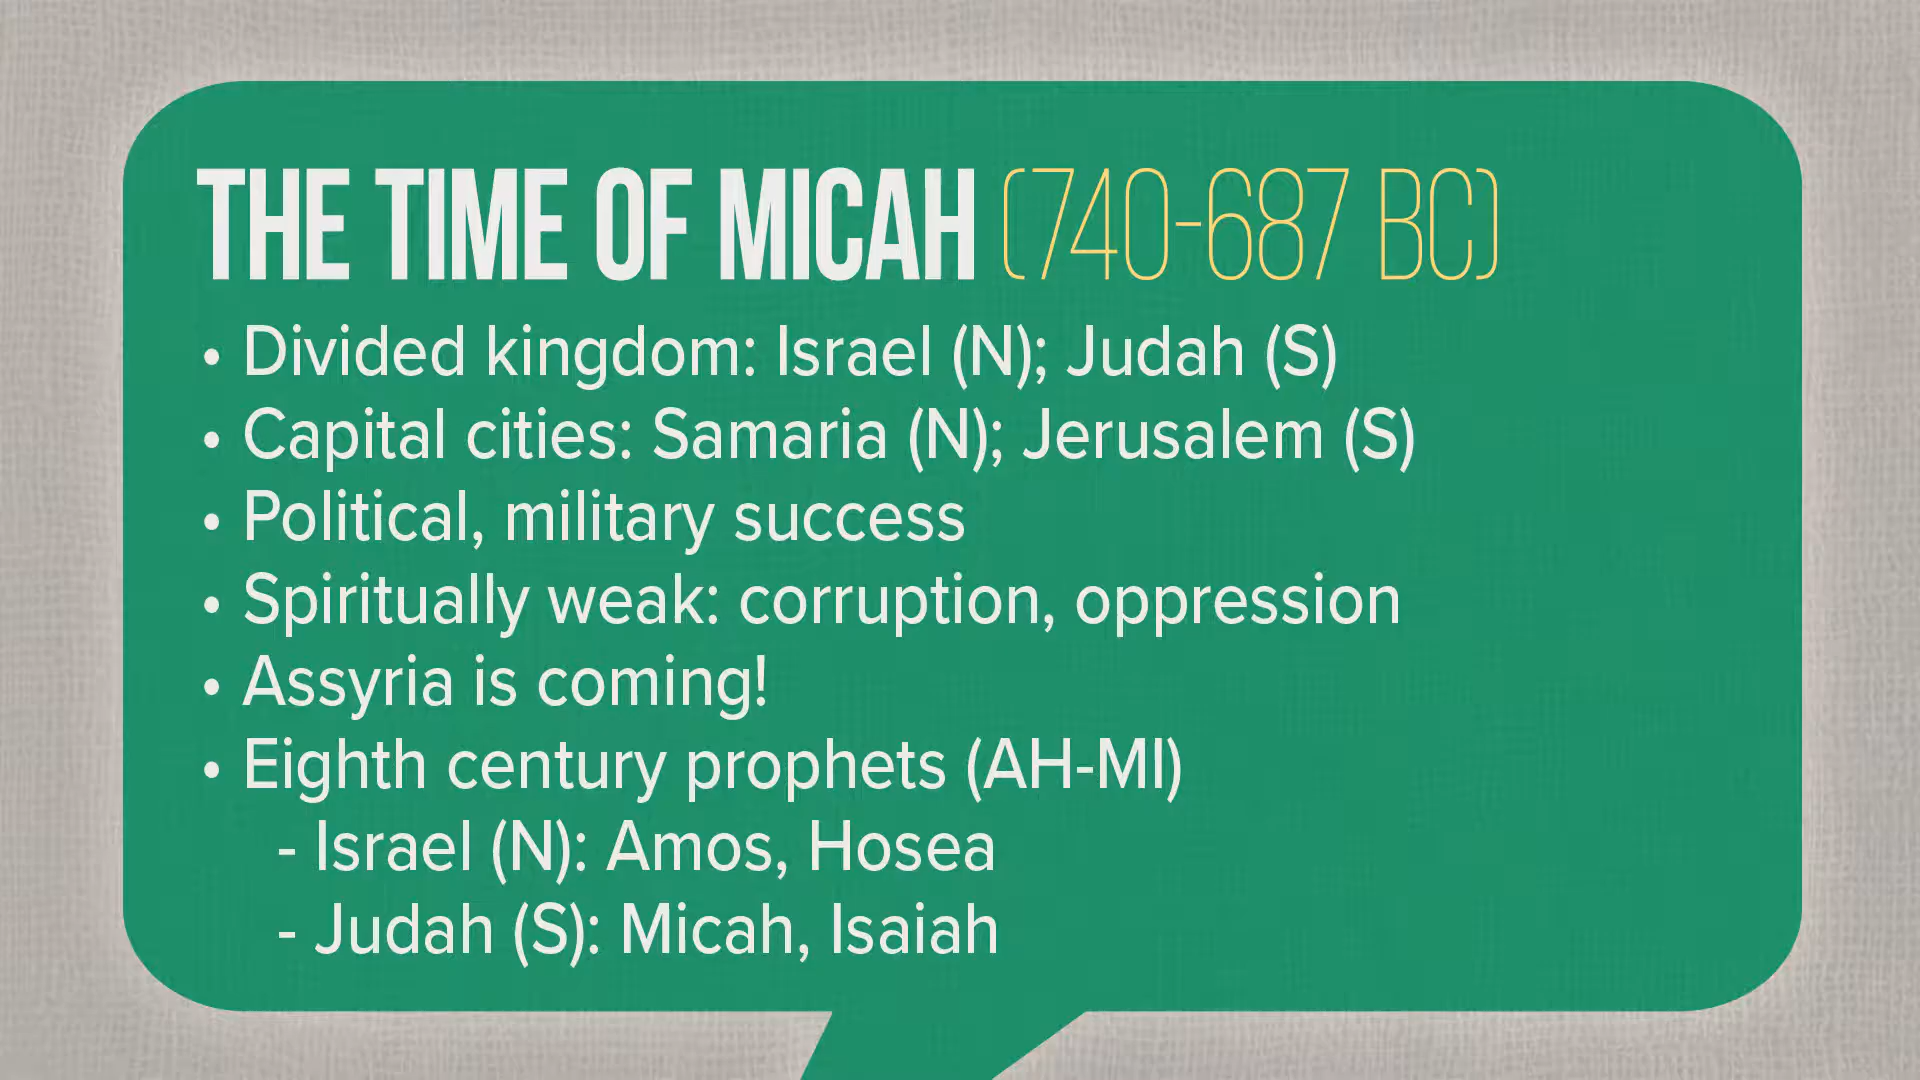 THE TIME OF MICAH (740-687 BC)
• Divided kingdom: Israel (N); Judah (S)
• Capital cities: Samaria (N); Jerusalem (S)
• Political, military success
• Spiritually weak: corruption, oppression
• Assyria is coming!
• Eighth century prophets (AH-MI)
- Israel (N): Amos, Hosea
- Judah (S): Micah, Isaiah